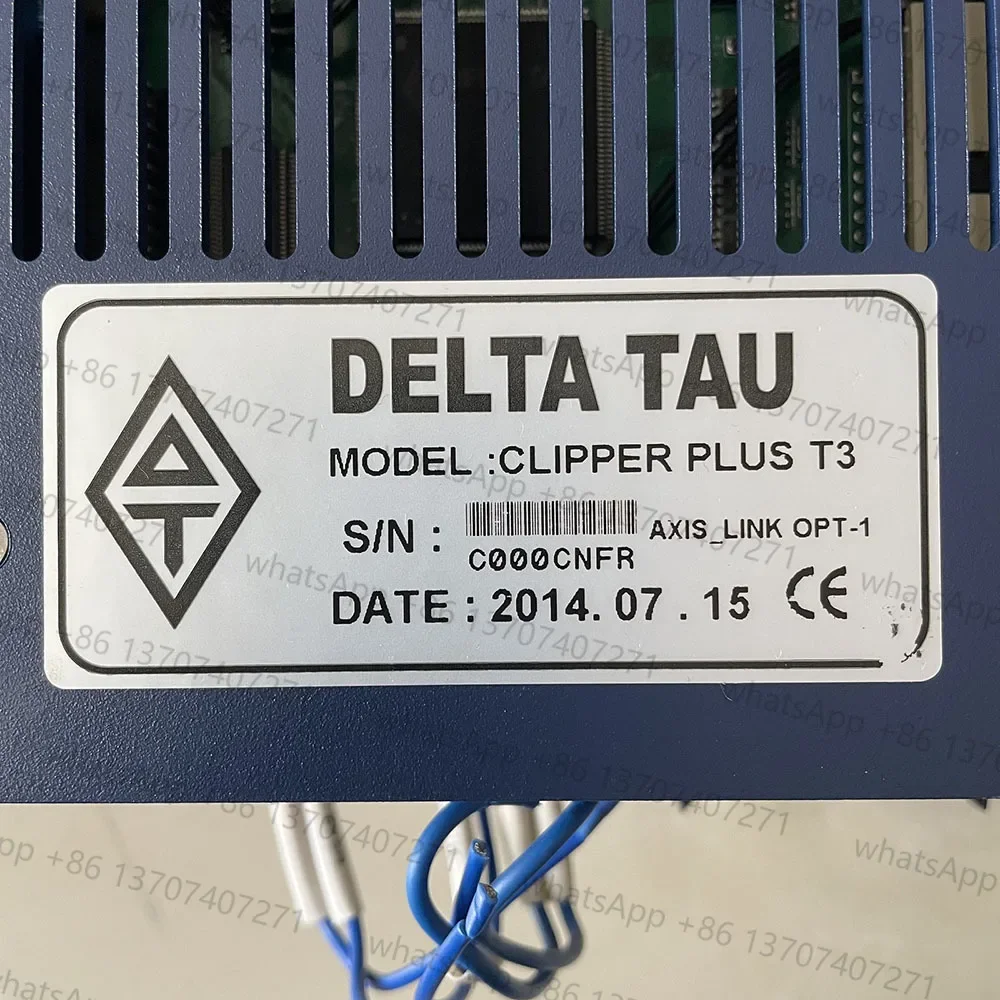 DELTA TAU
MODEL :CLIPPER PLUS T3
S/N :
AXIS_LINK OPT-1
C000CNFR
DATE : 2014. 07 . 15
CE
whatsApp +86 13707407271